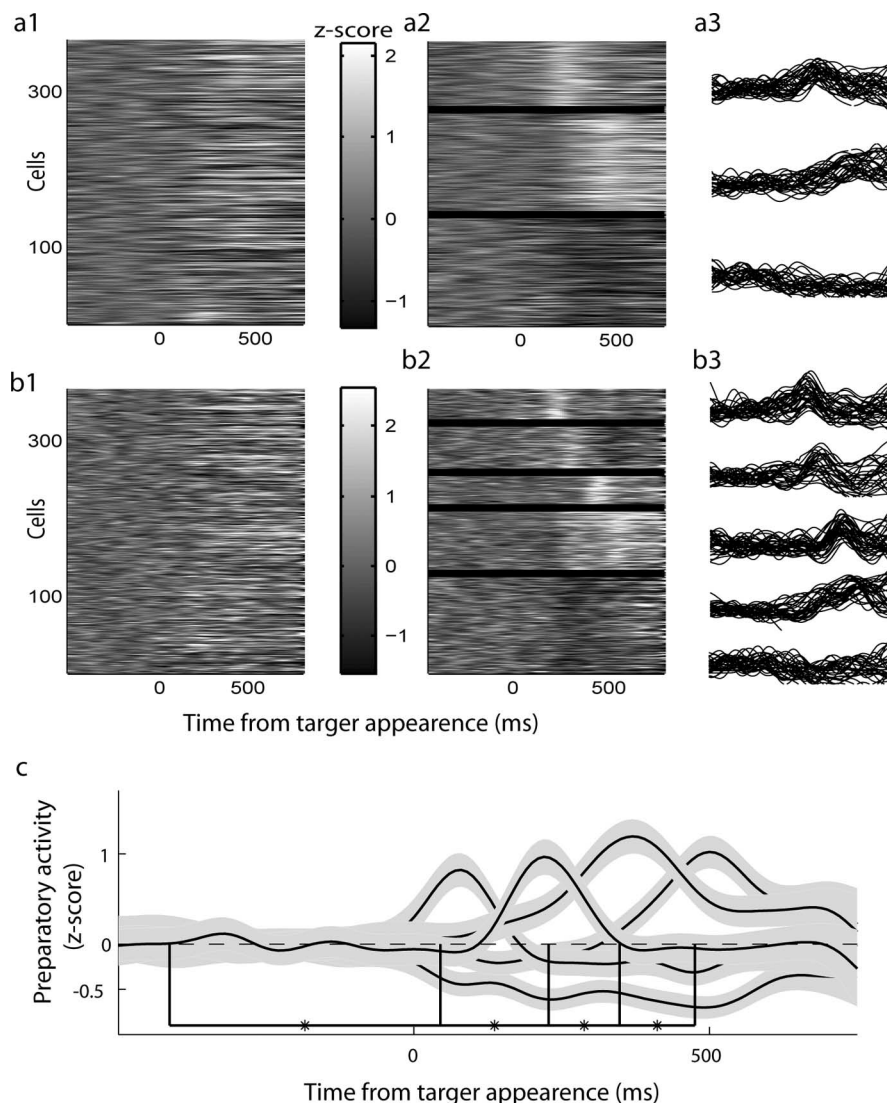 a1
z-score
a2
a3
2
1
0
−1
300
100
Cells
0 500
0 500
b1
b2
b3
2
1
0
−1
300
100
Cells
0 500
0 500
Time from targer appearence (ms)
c
Preparatory activity
(z-score)
1
0
-0.5
* * * *
0 500
Time from targer appearence (ms)